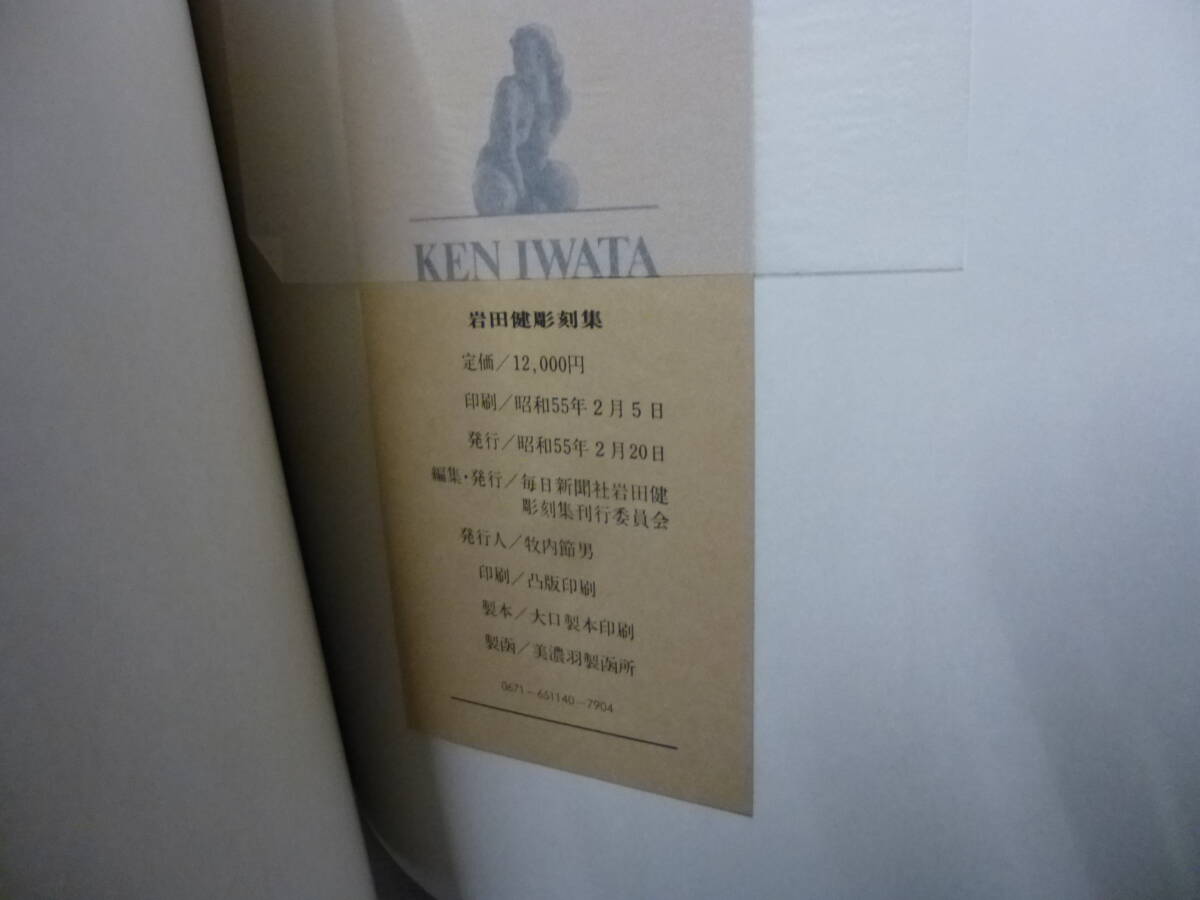 KEN IWATA
岩田健彫刻集
定価/12,000円
印刷/昭和55年2月5日
発行/昭和55年2月20日
編集・発行/毎日新聞社岩田健
彫刻集刊行委員会
発行人/牧内節男
印刷/凸版印刷
製本/大口製本印刷
製函/美濃羽製函所
0671-651140-7904